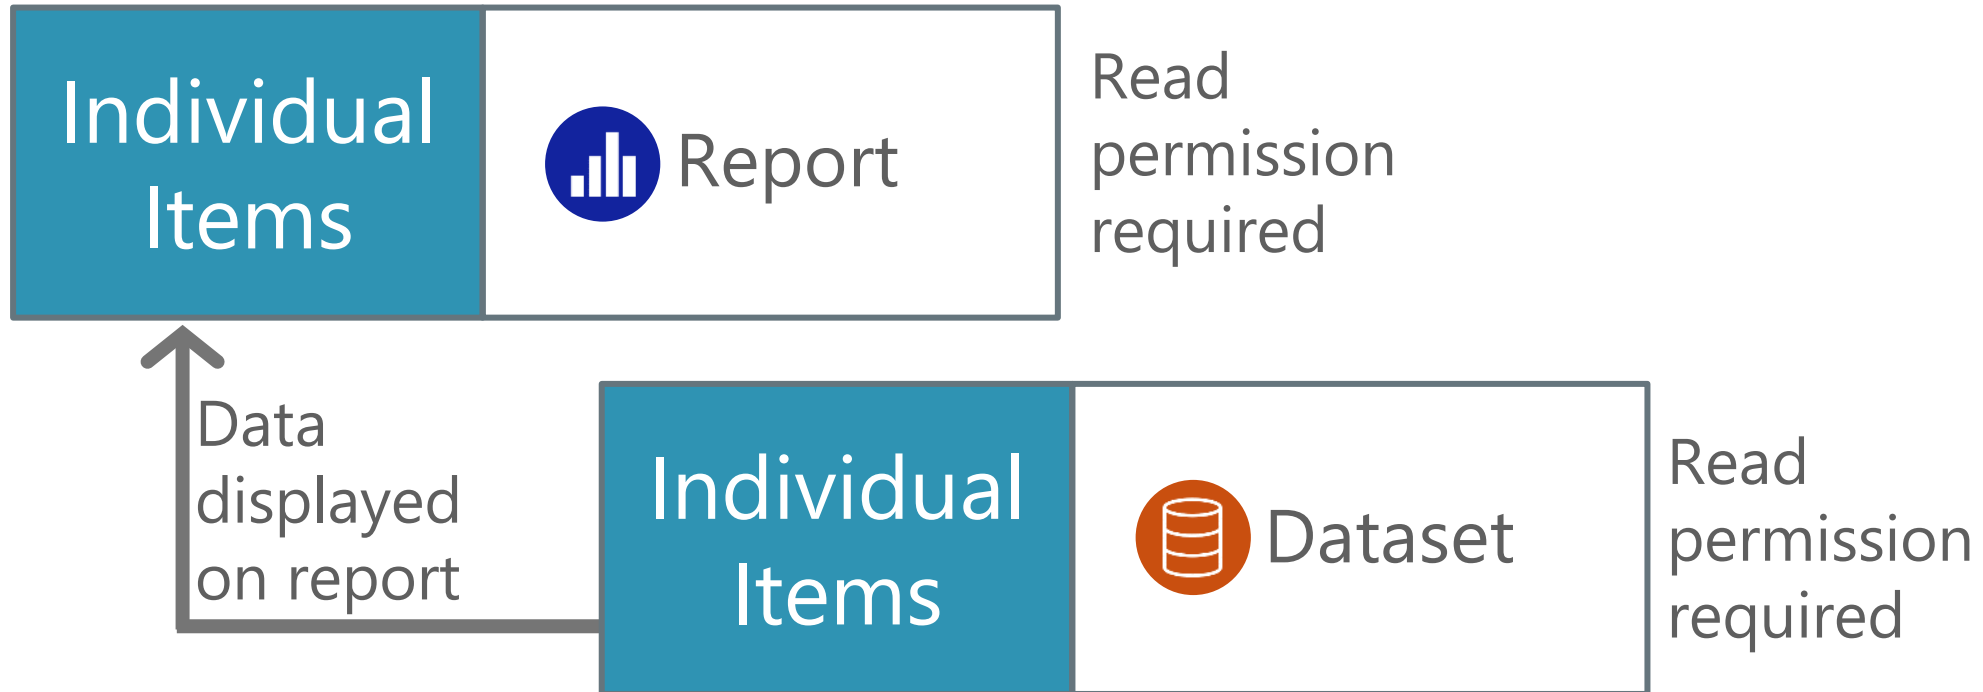 Individual
Items
Report
Read
permission
required
Data
displayed
on report
Individual
Items
Dataset
Read
permission
required